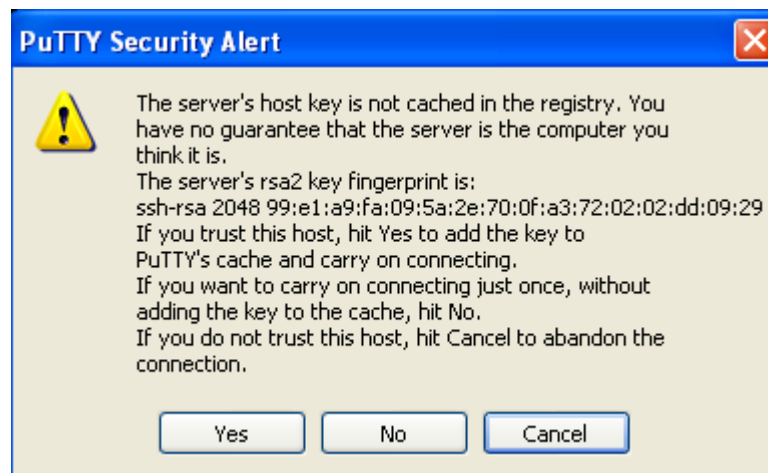 PuTTY Security Alert
The server's host key is not cached in the registry. You
have no guarantee that the server is the computer you
think it is.
The server's rsa2 key fingerprint is:
ssh-rsa 2048 99:e1:a9:fa:09:5a:2e:70:0f:a3:72:02:02:dd:09:29
If you trust this host, hit Yes to add the key to
PuTTY's cache and carry on connecting.
If you want to carry on connecting just once, without
adding the key to the cache, hit No.
If you do not trust this host, hit Cancel to abandon the
connection.
Yes No Cancel